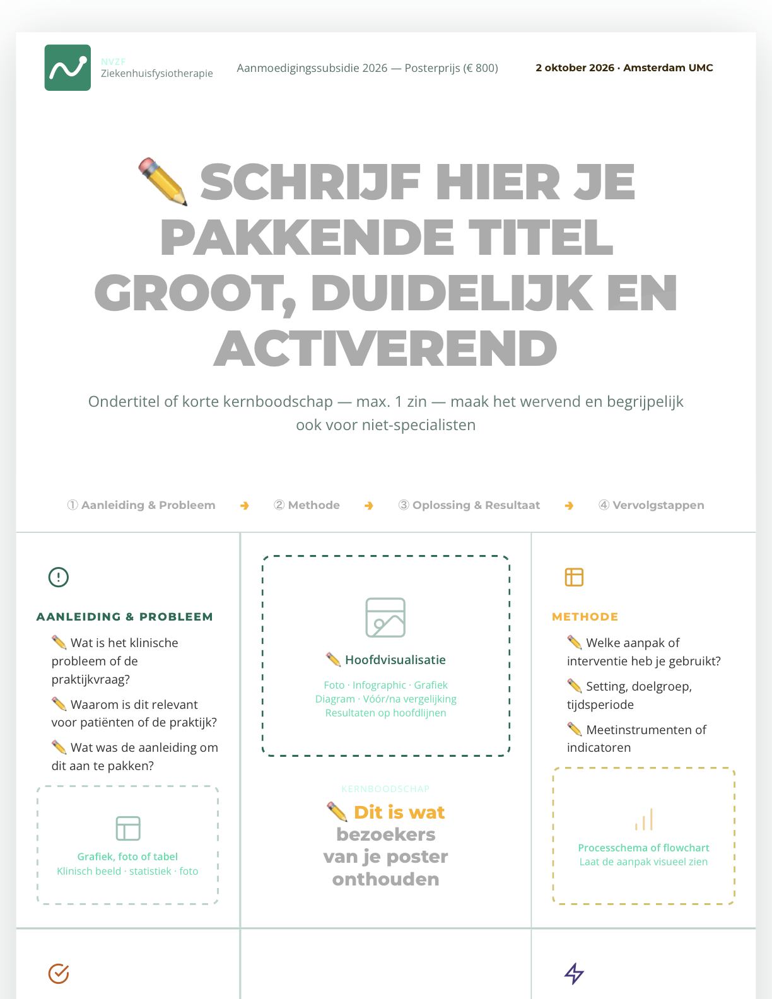 NVZF
Ziekenhuisfysiotherapie
Aanmoedigingssubsidie 2026 — Posterprijs (€ 800)
2 oktober 2026 · Amsterdam UMC
✏️ SCHRIJF HIER JE
PAKKENDE TITEL
GROOT, DUIDELIJK EN
ACTIVEREND
Ondertitel of korte kernboodschap — max. 1 zin — maak het wervend en begrijpelijk
ook voor niet-specialisten
① Aanleiding & Probleem ➜ ② Methode ➜ ③ Oplossing & Resultaat ➜ ④ Vervolgstappen
AANLEIDING & PROBLEEM
✏️ Wat is het klinische
probleem of de
praktijkvraag?
✏️ Waarom is dit relevant
voor patiënten of de praktijk?
✏️ Wat was de aanleiding om
dit aan te pakken?
Grafiek, foto of tabel
Klinisch beeld · statistiek · foto
✏️ Hoofdvisualisatie
Foto · Infographic · Grafiek
Diagram · Vóór/na vergelijking
Resultaten op hoofdlijnen
KERNBOODSCHAP
✏️ Dit is wat
bezoekers
van je poster
onthouden
METHODE
✏️ Welke aanpak of
interventie heb je gebruikt?
✏️ Setting, doelgroep,
tijdsperiode
✏️ Meetinstrumenten of
indicatoren
Processchema of flowchart
Laat de aanpak visueel zien